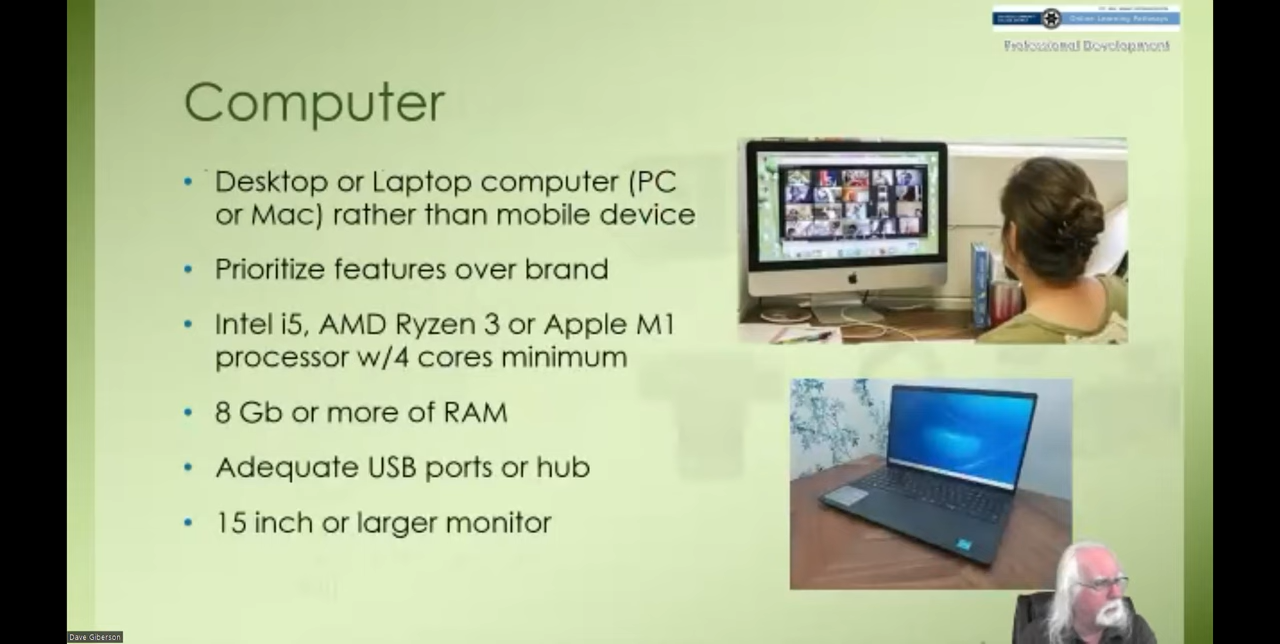 Online Learning Pathways
Professional Development
Computer
• Desktop or Laptop computer (PC
or Mac) rather than mobile device
• Prioritize features over brand
• Intel i5, AMD Ryzen 3 or Apple M1
processor w/4 cores minimum
• 8 Gb or more of RAM
• Adequate USB ports or hub
• 15 inch or larger monitor
Dave Giberson